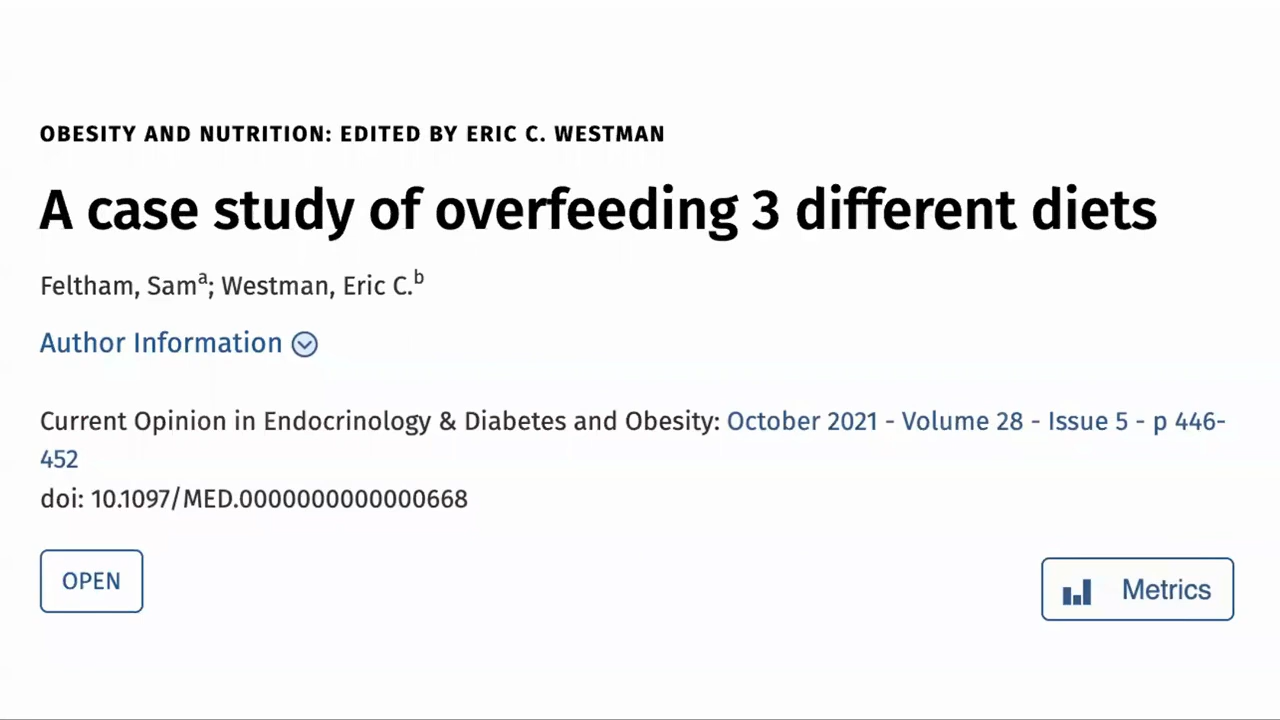 OBESITY AND NUTRITION: EDITED BY ERIC C. WESTMAN
A case study of overfeeding 3 different diets
Feltham, Samᵃ; Westman, Eric C.ᵇ
Author Information
Current Opinion in Endocrinology & Diabetes and Obesity: October 2021 - Volume 28 - Issue 5 - p 446-
452
doi: 10.1097/MED.0000000000000668
OPEN
Metrics